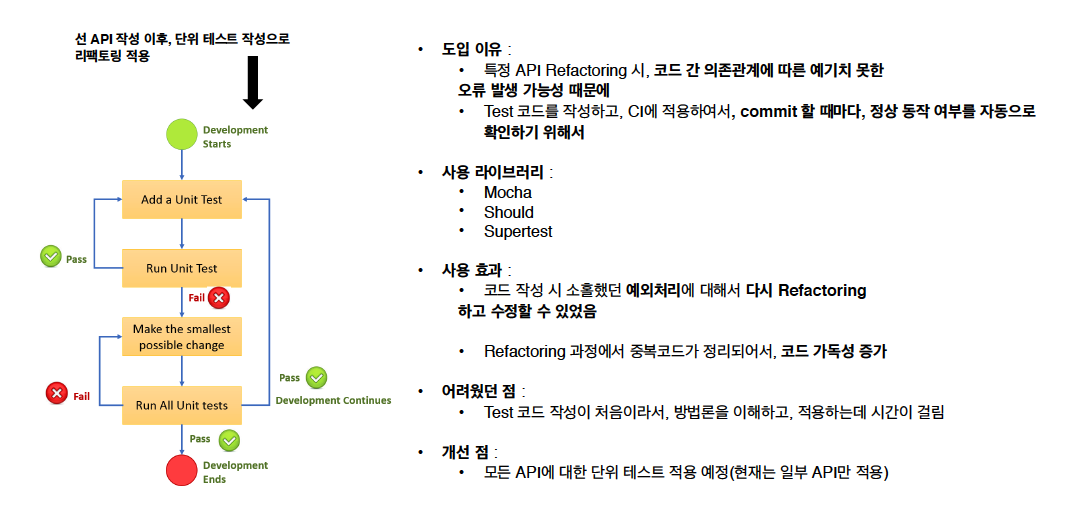 선 API 작성 이후, 단위 테스트 작성으로
리팩토링 적용
Development
Starts
Add a Unit Test
Pass
Run Unit Test
Fail
Make the smallest
possible change
Fail
Run All Unit tests
Pass
Development Continues
Pass
Development
Ends
• 도입 이유 :
• 특정 API Refactoring 시, 코드 간 의존관계에 따른 예기치 못한
오류 발생 가능성 때문에
• Test 코드를 작성하고, CI에 적용하여서, commit 할 때마다, 정상 동작 여부를 자동으로
확인하기 위해서
• 사용 라이브러리 :
• Mocha
• Should
• Supertest
• 사용 효과 :
• 코드 작성 시 소홀했던 예외처리에 대해서 다시 Refactoring
하고 수정할 수 있었음
• Refactoring 과정에서 중복코드가 정리되어서, 코드 가독성 증가
• 어려웠던 점 :
• Test 코드 작성이 처음이라서, 방법론을 이해하고, 적용하는데 시간이 걸림
• 개선 점 :
• 모든 API에 대한 단위 테스트 적용 예정(현재는 일부 API만 적용)